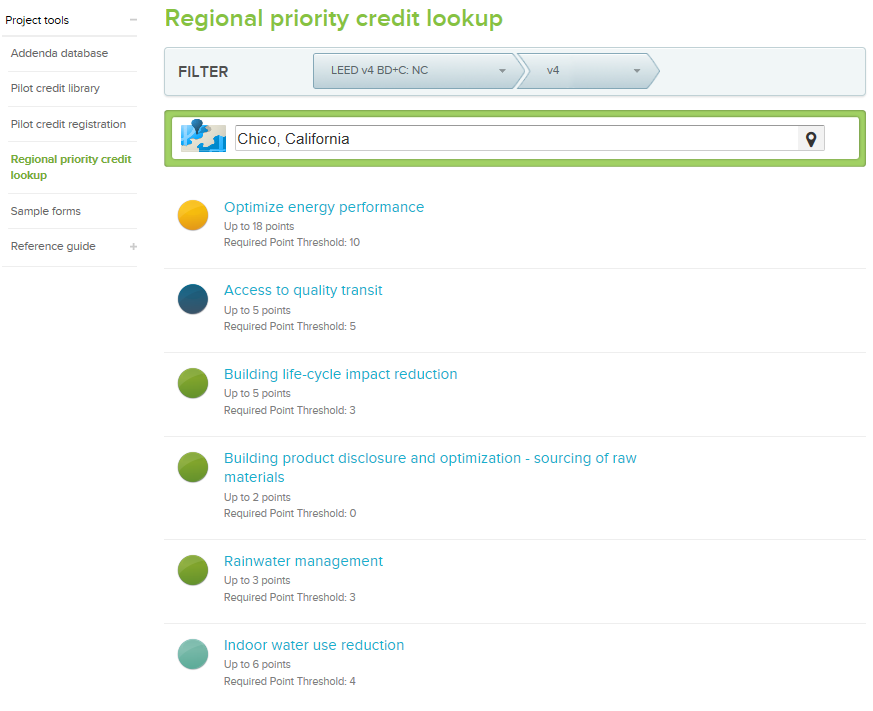 Project tools
Addenda database
Pilot credit library
Pilot credit registration
Regional priority credit
lookup
Sample forms
Reference guide
Regional priority credit lookup
FILTER
LEED v4 BD+C: NC
v4
Chico, California
Optimize energy performance
Up to 18 points
Required Point Threshold: 10
Access to quality transit
Up to 5 points
Required Point Threshold: 5
Building life-cycle impact reduction
Up to 5 points
Required Point Threshold: 3
Building product disclosure and optimization - sourcing of raw
materials
Up to 2 points
Required Point Threshold: 0
Rainwater management
Up to 3 points
Required Point Threshold: 3
Indoor water use reduction
Up to 6 points
Required Point Threshold: 4